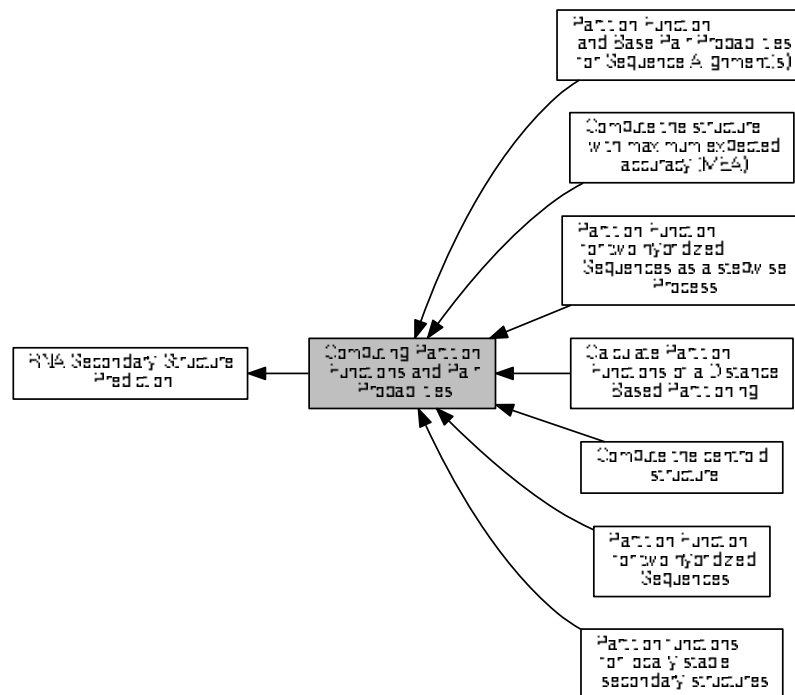 Partition Function
and Base Pair Propabilities
for Sequence Alignment(s)
Compute the structure
with maximum expected
accuracy (MEA)
Partition Function
for two hybridized
Sequences as a stepwise
Process
RNA Secondary Structure
Prediction
Computing Partition
Functions and Pair
Propabilities
Calculate Partition
Functions of a Distance
Based Partitioning
Compute the centroid
structure
Partition Function
for two hybridized
Sequences
Partition functions
for locally stable
secondary structures